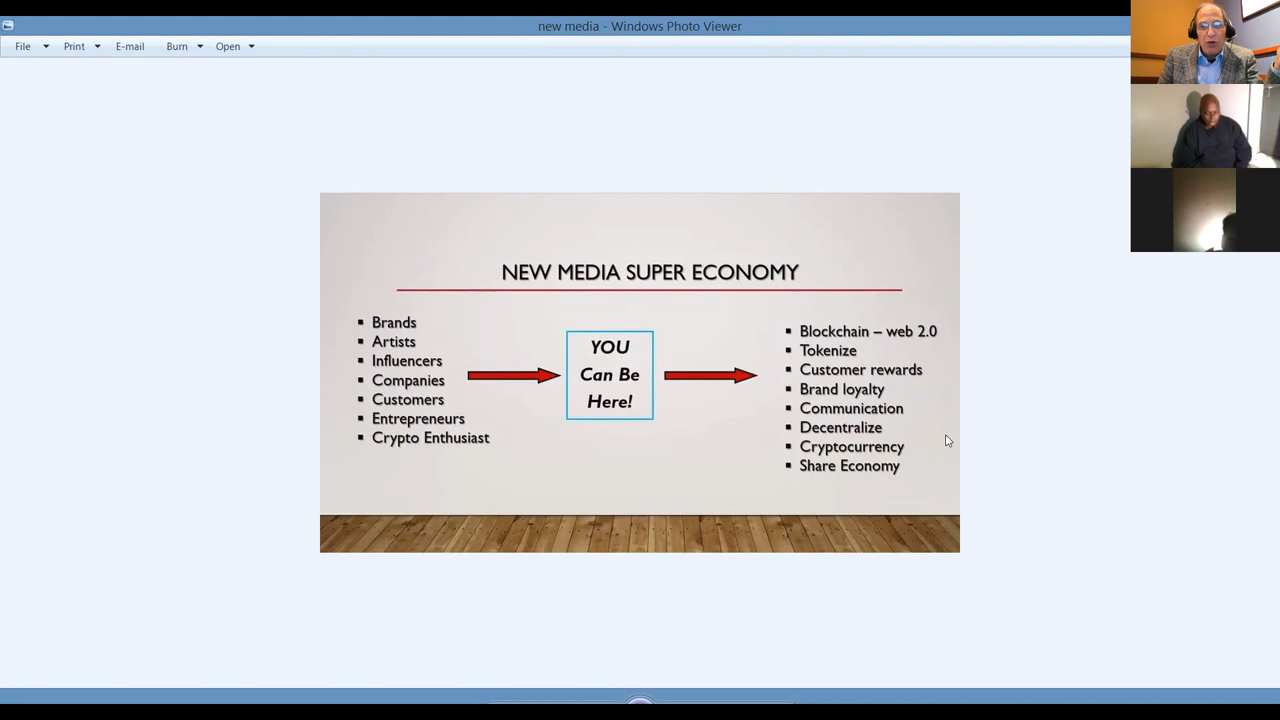 new media - Windows Photo Viewer
File Print E-mail Burn Open
NEW MEDIA SUPER ECONOMY
Brands
Artists
Influencers
Companies
Customers
Entrepreneurs
Crypto Enthusiast
YOU
Can Be
Here!
Blockchain – web 2.0
Tokenize
Customer rewards
Brand loyalty
Communication
Decentralize
Cryptocurrency
Share Economy